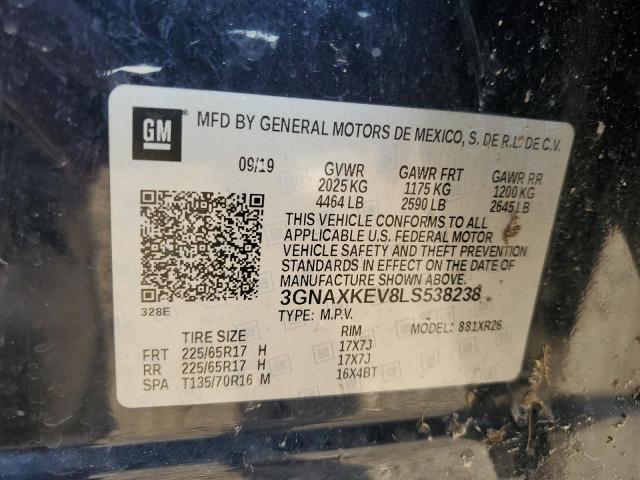 GM
MFD BY GENERAL MOTORS DE MEXICO, S. DE R.L. DE C.V.
09/19 GVWR GAWR FRT GAWR RR
2025 KG 1175 KG 1200 KG
4464 LB 2590 LB 2645 LB
THIS VEHICLE CONFORMS TO ALL
APPLICABLE U.S. FEDERAL MOTOR
VEHICLE SAFETY AND THEFT PREVENTION
STANDARDS IN EFFECT ON THE DATE OF
MANUFACTURE SHOWN ABOVE.
3GNAXKEV8LS538238
328E
TYPE: M.P.V. MODEL: 881XR26
TIRE SIZE RIM
FRT 225/65R17 H 17X7J
RR 225/65R17 H 17X7J
SPA T135/70R16 M 16X4BT